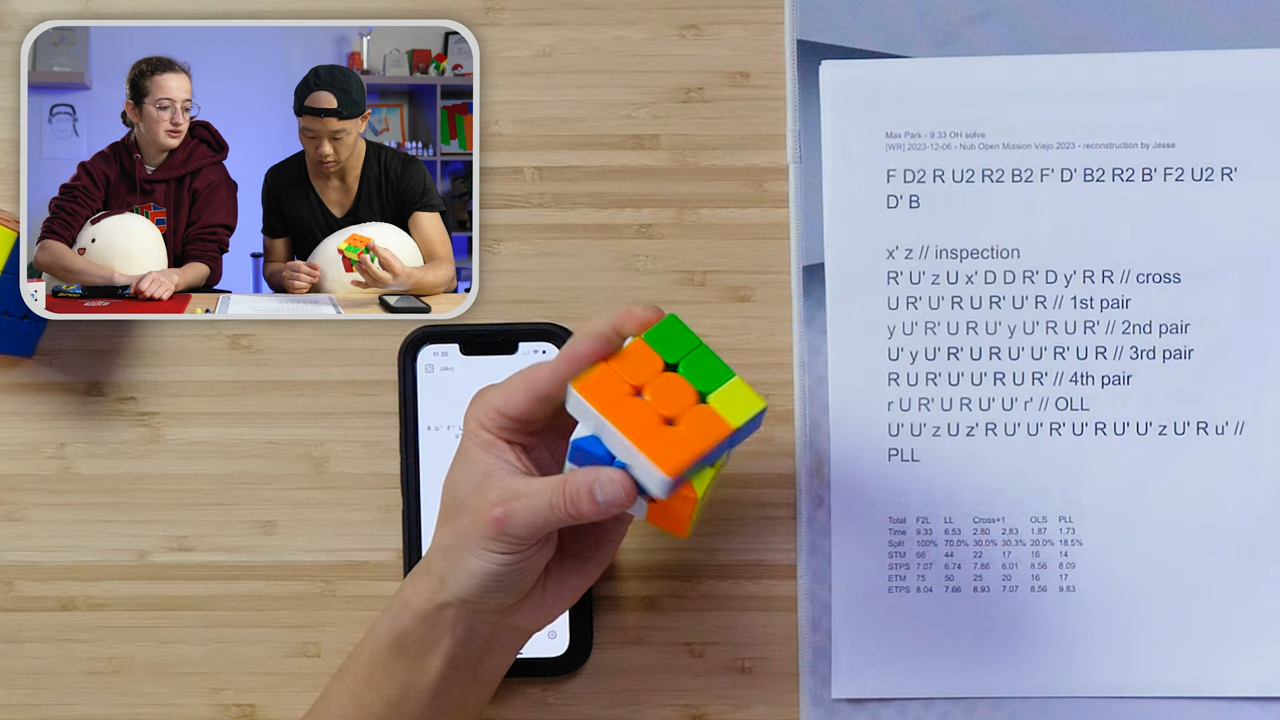 Max Park - 9.33 OH solve
[WR] 2023-12-06 - Nub Open Mission Viejo 2023 - reconstruction by Jesse
F D2 R U2 R2 B2 F' D' B2 R2 B' F2 U2 R'
D' B
x' z // inspection
R' U' z U x' D D R' D y' R R // cross
U R' U' R U R' U' R // 1st pair
y U' R' U R U' y U' R U R' // 2nd pair
U' y U' R' U R U' U' R' U R // 3rd pair
R U R' U' U' R U R' // 4th pair
r U R' U R U' U' r' // OLL
U' U' z U z' R U' U' R' U' R U' U' z U' R u' //
PLL
Total F2L LL Cross+1 OLS PLL
Time 9.33 6.53 2.80 2.83 1.87 1.73
Split 100% 70.0% 30.0% 30.3% 20.0% 18.5%
STM 66 44 22 17 16 14
STPS 7.07 6.74 7.86 6.01 8.56 8.09
ETM 75 50 25 20 16 17
ETPS 8.04 7.66 8.93 7.07 8.56 9.83
11:35